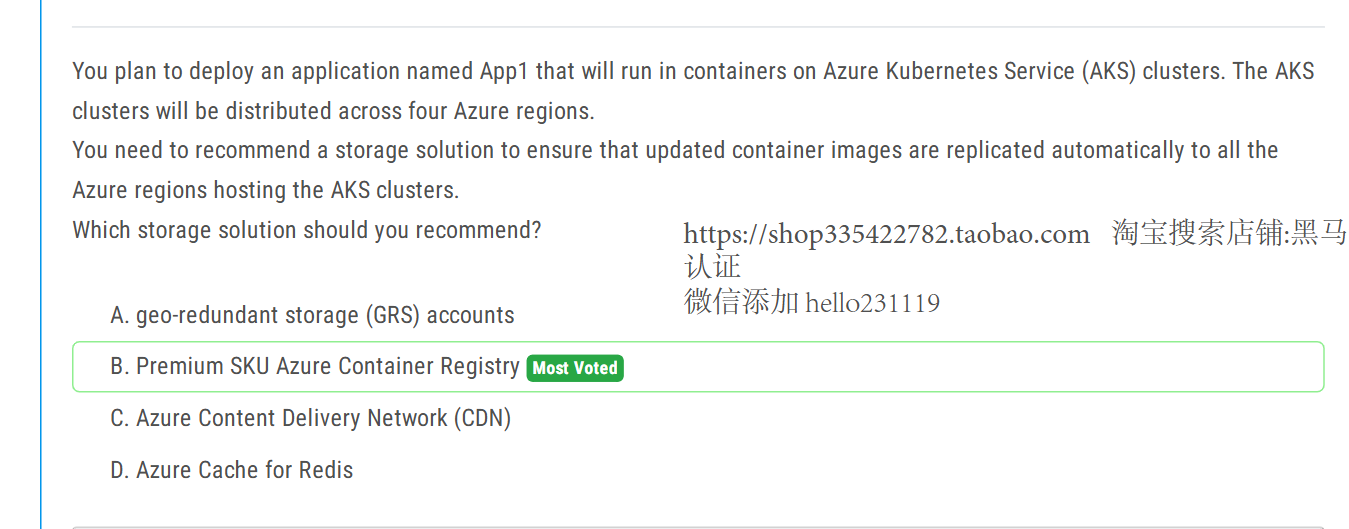 You plan to deploy an application named App1 that will run in containers on Azure Kubernetes Service (AKS) clusters. The AKS
clusters will be distributed across four Azure regions.
You need to recommend a storage solution to ensure that updated container images are replicated automatically to all the
Azure regions hosting the AKS clusters.
Which storage solution should you recommend?
https://shop335422782.taobao.com 淘宝搜索店铺:黑马
认证
微信添加 hello231119
A. geo-redundant storage (GRS) accounts
B. Premium SKU Azure Container Registry Most Voted
C. Azure Content Delivery Network (CDN)
D. Azure Cache for Redis